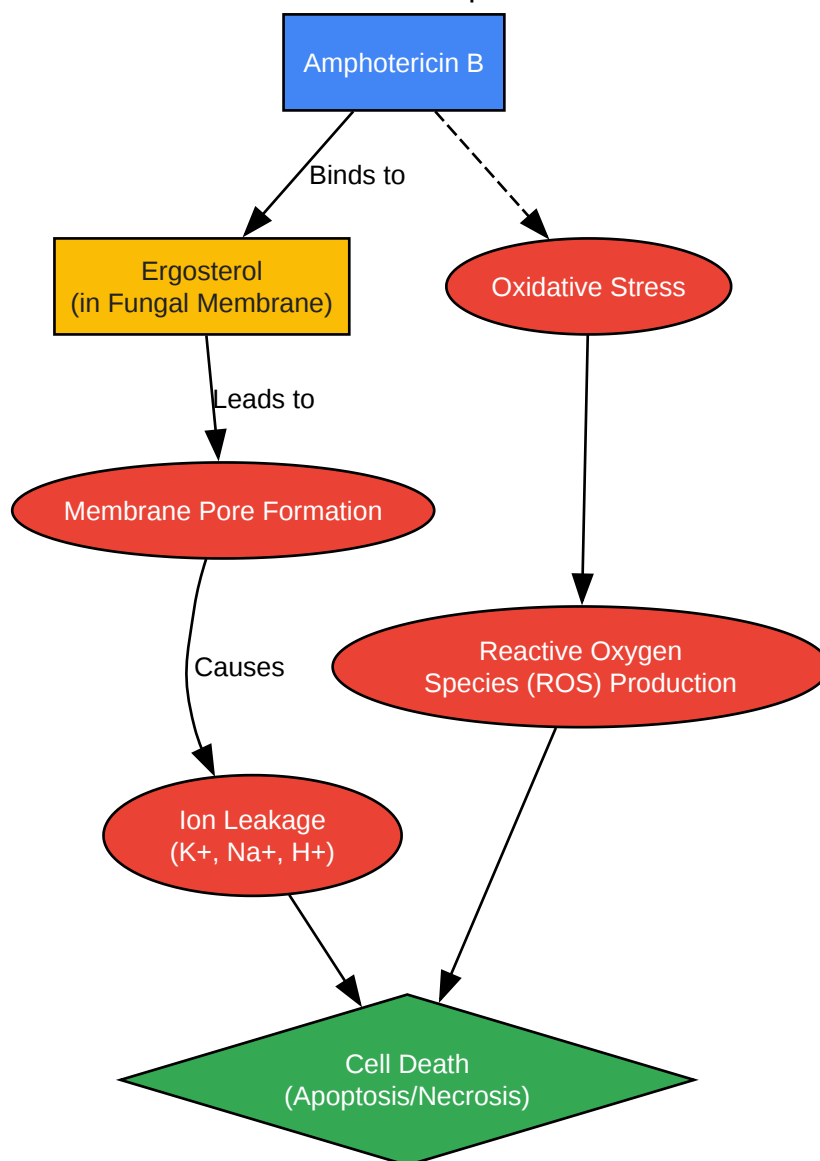 Amphotericin B
Binds to
Ergosterol
(in Fungal Membrane)
Oxidative Stress
Leads to
Membrane Pore Formation
Reactive Oxygen
Species (ROS) Production
Causes
Ion Leakage
(K+, Na+, H+)
Cell Death
(Apoptosis/Necrosis)